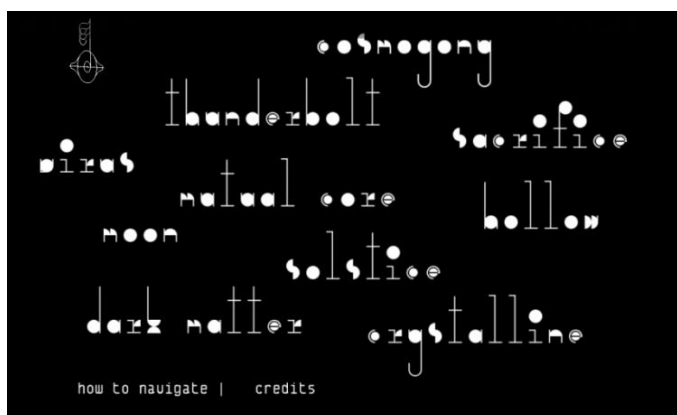 cosmogony
thunderbolt
sacrifice
virus
mutual core
hollow
moon
solstice
dark matter
crystalline
how to navigate | credits